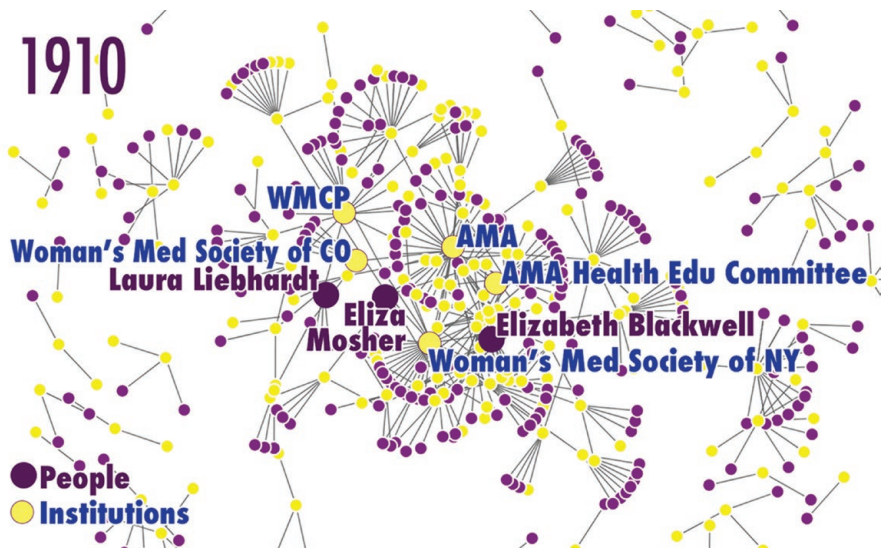 1910
WMCP
AMA
Woman's Med Society of CO
AMA Health Edu Committee
Laura Liebhardt
Eliza
Mosher
Elizabeth Blackwell
Woman's Med Society of NY
People
Institutions